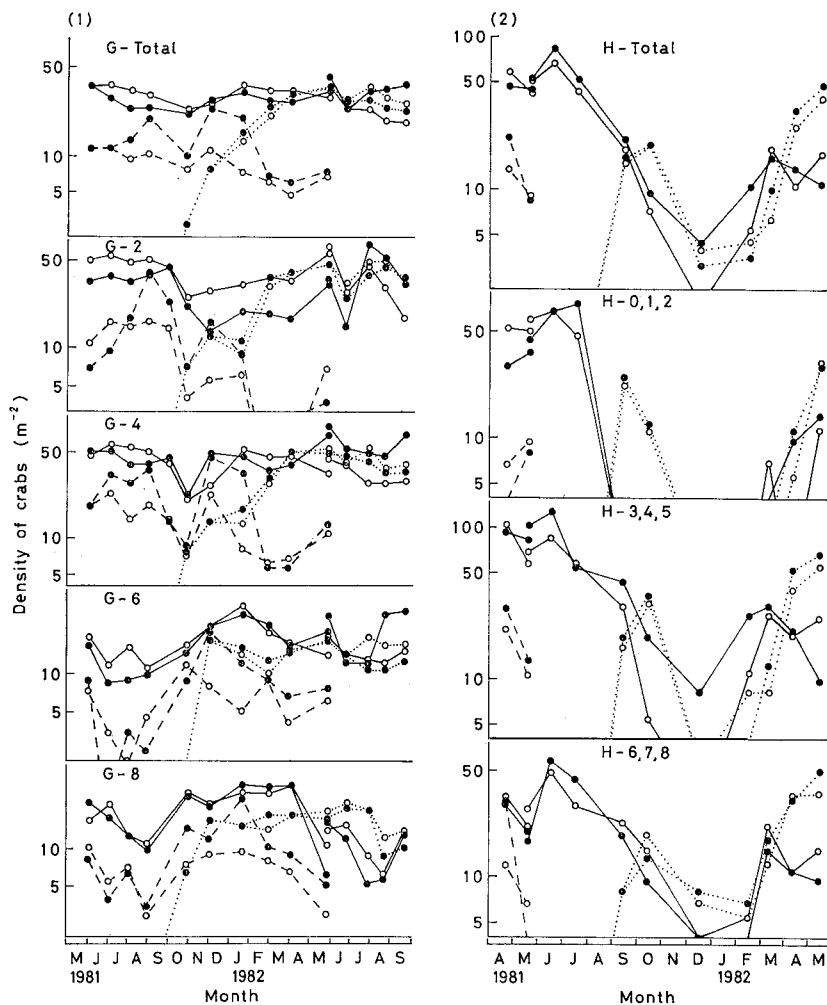 (1)
G-Total
50
10
5
G-2
50
10
5
G-4
50
10
5
G-6
10
5
G-8
10
5
M J J A S O N D J F M A M J J A S
1981 1982
Month
Density of crabs (m⁻²)
(2)
H-Total
100
50
10
5
H-0,1,2
50
10
5
H-3,4,5
100
50
10
5
H-6,7,8
50
10
5
A M J J A S O N D J F M A M
1981 1982
Month